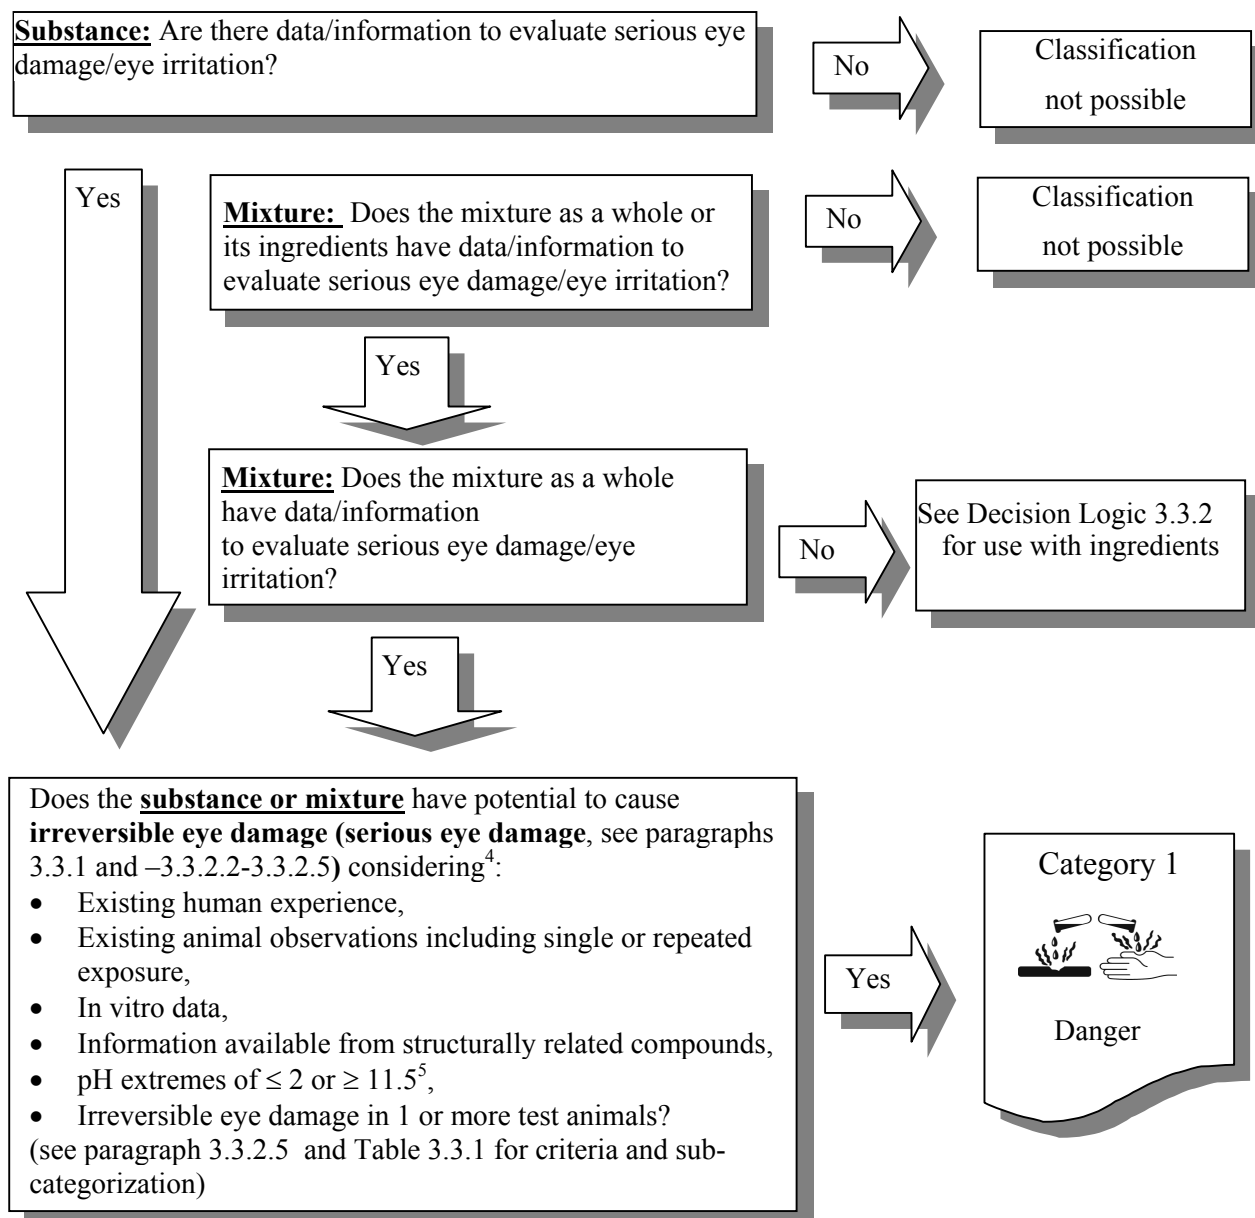 Substance: Are there data/information to evaluate serious eye
damage/eye irritation?
No
Classification
not possible
Yes
Mixture: Does the mixture as a whole or
its ingredients have data/information to
evaluate serious eye damage/eye irritation?
No
Classification
not possible
Yes
Mixture: Does the mixture as a whole
have data/information
to evaluate serious eye damage/eye
irritation?
No
See Decision Logic 3.3.2
for use with ingredients
Yes
Does the substance or mixture have potential to cause
irreversible eye damage (serious eye damage, see paragraphs
3.3.1 and –3.3.2.2-3.3.2.5) considering⁴:
• Existing human experience,
• Existing animal observations including single or repeated
exposure,
• In vitro data,
• Information available from structurally related compounds,
• pH extremes of ≤ 2 or ≥ 11.5⁵,
• Irreversible eye damage in 1 or more test animals?
(see paragraph 3.3.2.5 and Table 3.3.1 for criteria and sub-
categorization)
Yes
Category 1
Danger